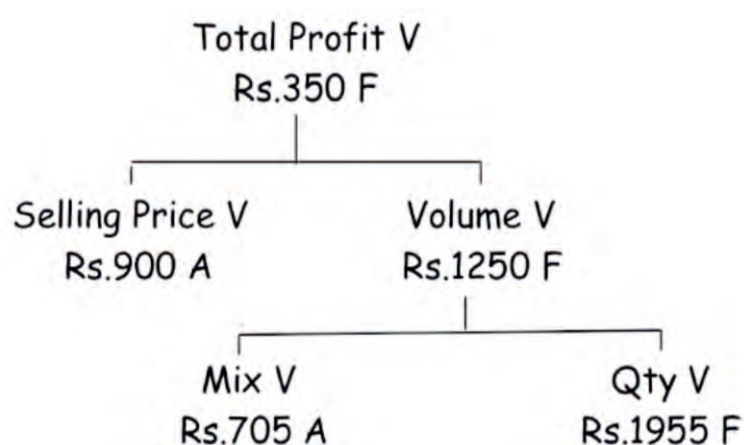 Total Profit V
Rs.350 F
Selling Price V
Rs.900 A
Volume V
Rs.1250 F
Mix V
Rs.705 A
Qty V
Rs.1955 F